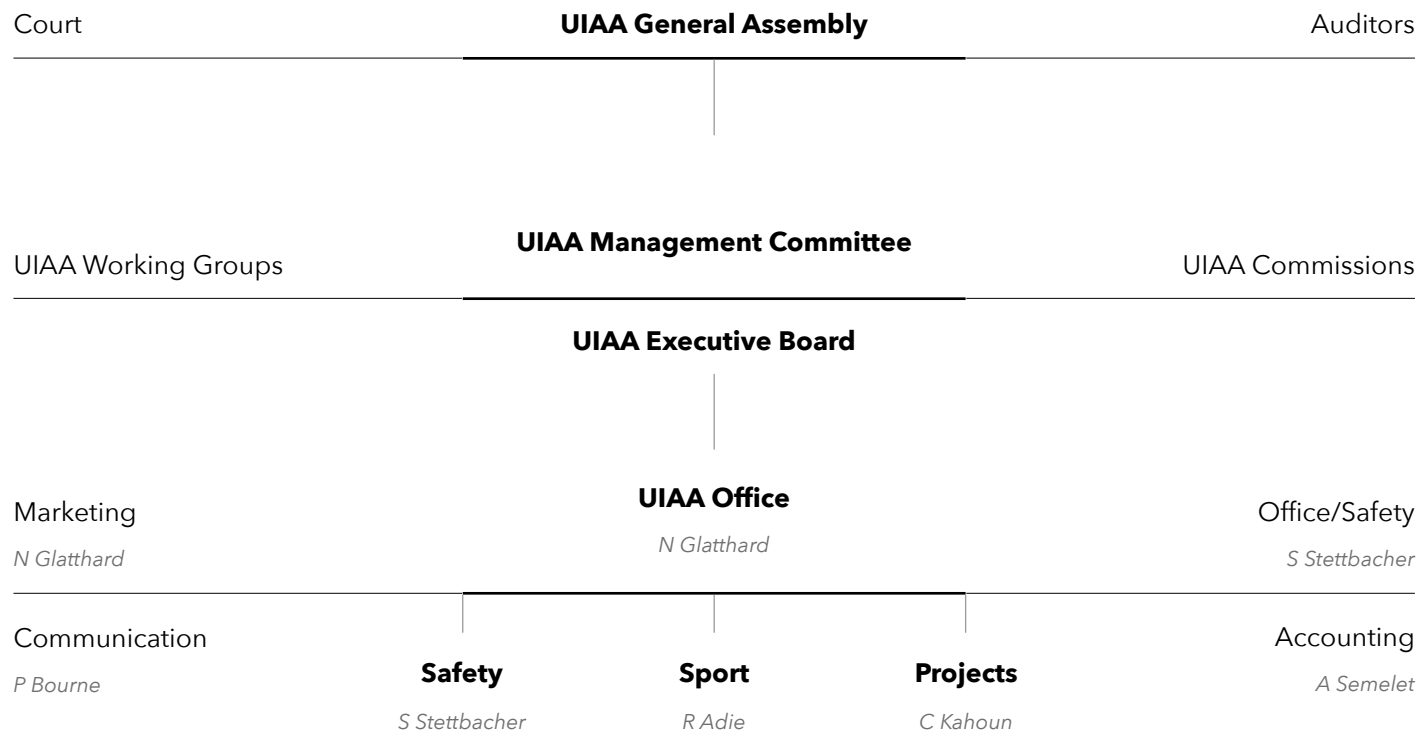 Court
UIAA General Assembly
Auditors
UIAA Management Committee
UIAA Working Groups
UIAA Commissions
UIAA Executive Board
UIAA Office
Marketing
Office/Safety
N Glatthard
N Glatthard
S Stettbacher
Communication
Accounting
P Bourne
Safety
Sport
Projects
A Semelet
S Stettbacher
R Adie
C Kahoun